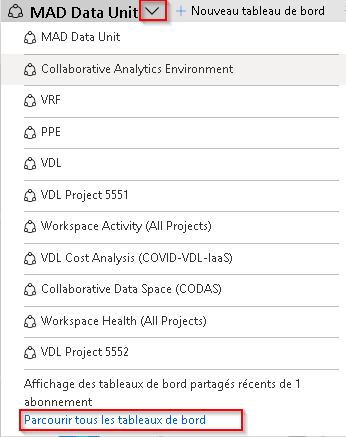 MAD Data Unit + Nouveau tableau de bord
MAD Data Unit
Collaborative Analytics Environment
VRF
PPE
VDL
VDL Project 5551
Workspace Activity (All Projects)
VDL Cost Analysis (COVID-VDL-IaaS)
Collaborative Data Space (CODAS)
Workspace Health (All Projects)
VDL Project 5552
Affichage des tableaux de bord partagés récents de 1
abonnement
Parcourir tous les tableaux de bord